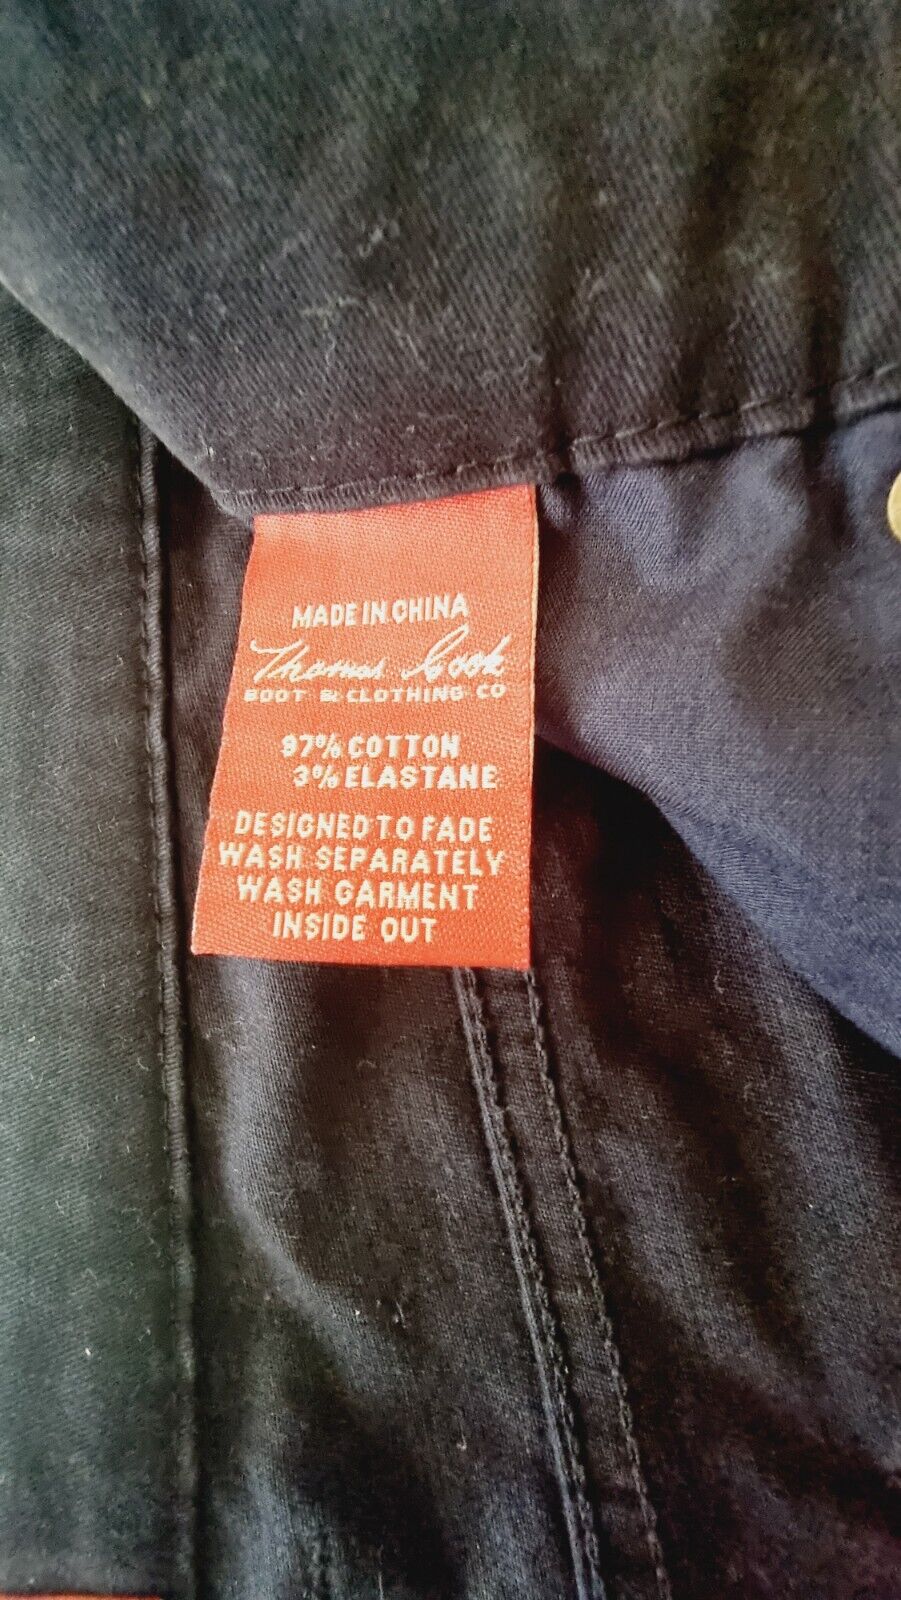 MADE IN CHINA
Thomas Cook
BOOT & CLOTHING CO
97% COTTON
3% ELASTANE
DESIGNED TO FADE
WASH SEPARATELY
WASH GARMENT
INSIDE OUT